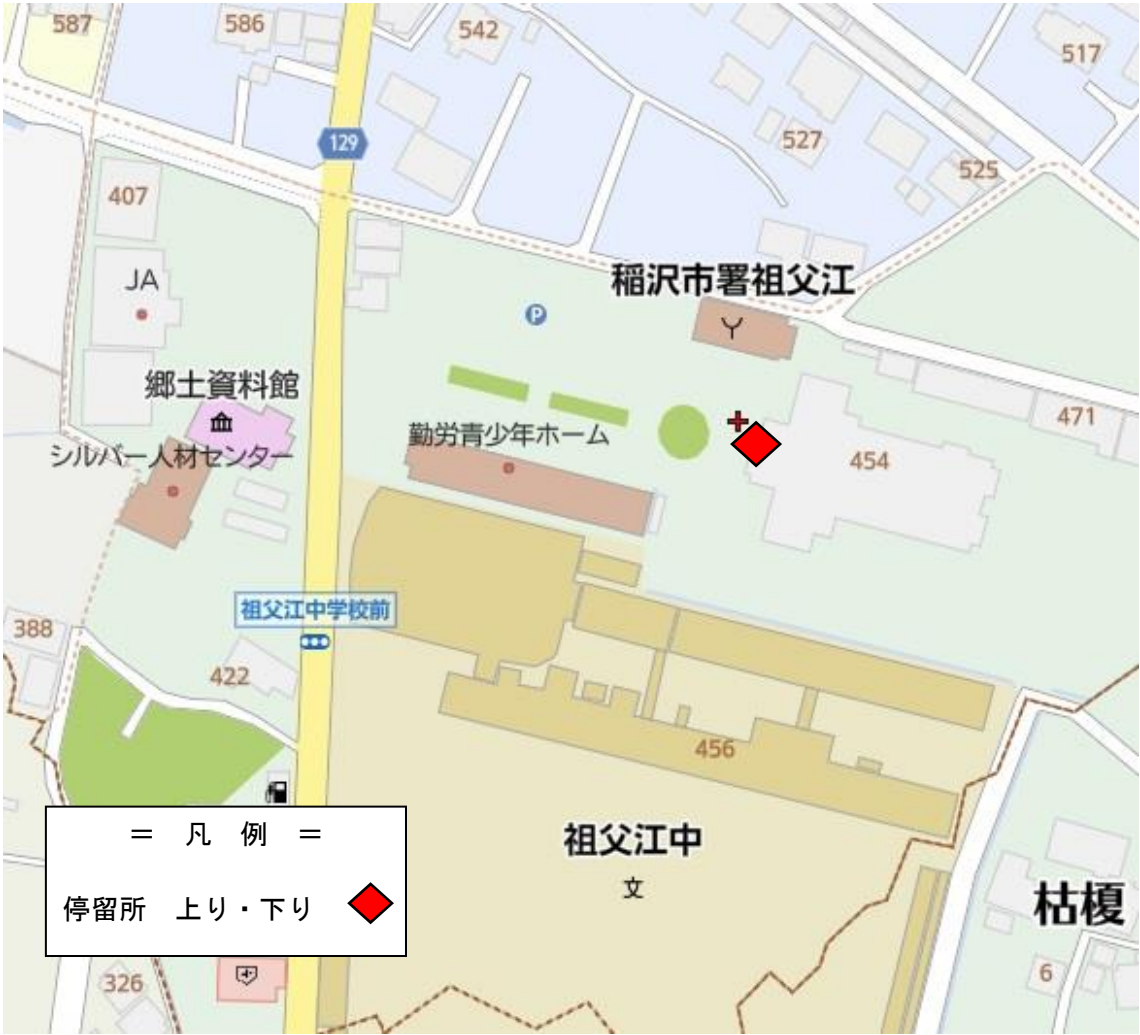 587
586
542
517
129
527
525
407
稲沢市署祖父江
JA
P
郷土資料館
471
勤労青少年ホーム
シルバー人材センター
454
祖父江中学校前
388
422
456
＝ 凡 例 ＝
祖父江中
文
停留所 上り・下り
枯榎
326
6